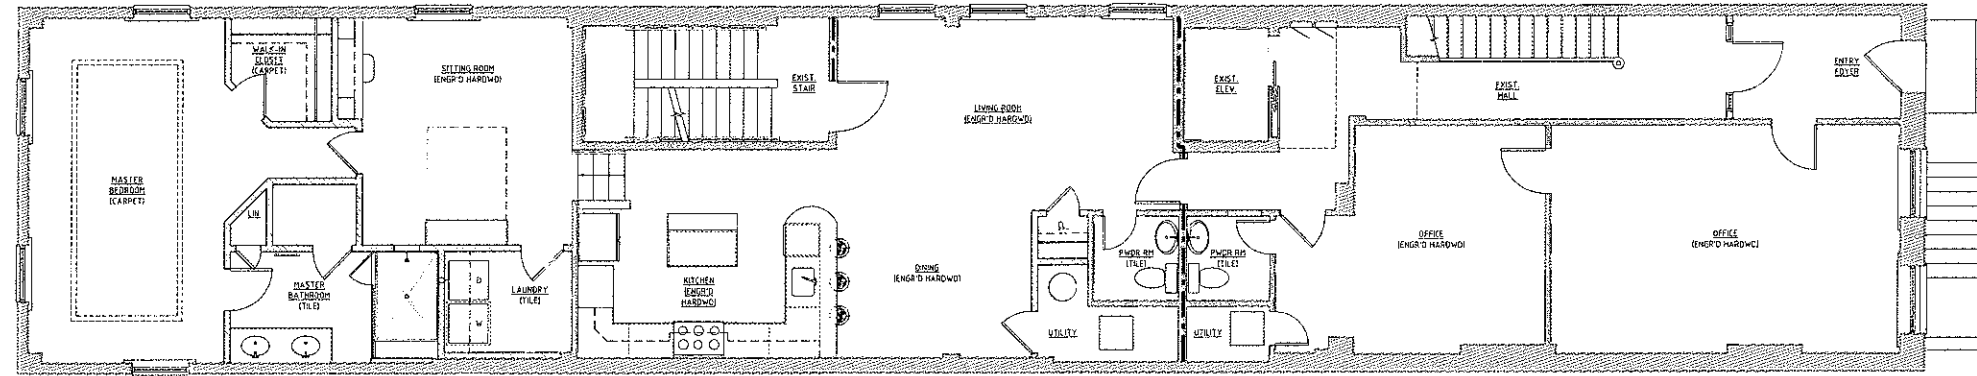 WALK-IN
CLOSET
(CARPET)
SITTING ROOM
(ENGR'D HARDWD)
EXIST.
STAIR
LIVING ROOM
(ENGR'D HARDWD)
EXIST.
ELEV.
EXIST.
HALL
ENTRY
FOYER
MASTER
BEDROOM
(CARPET)
LIN
MASTER
BATHROOM
(TILE)
D
W
LAUNDRY
(TILE)
KITCHEN
(ENGR'D
HARDWD)
DINING
(ENGR'D HARDWD)
PWDR RM
(TILE)
PWDR RM
(TILE)
UTILITY
UTILITY
OFFICE
(ENGR'D HARDWD)
OFFICE
(ENGR'D HARDWD)